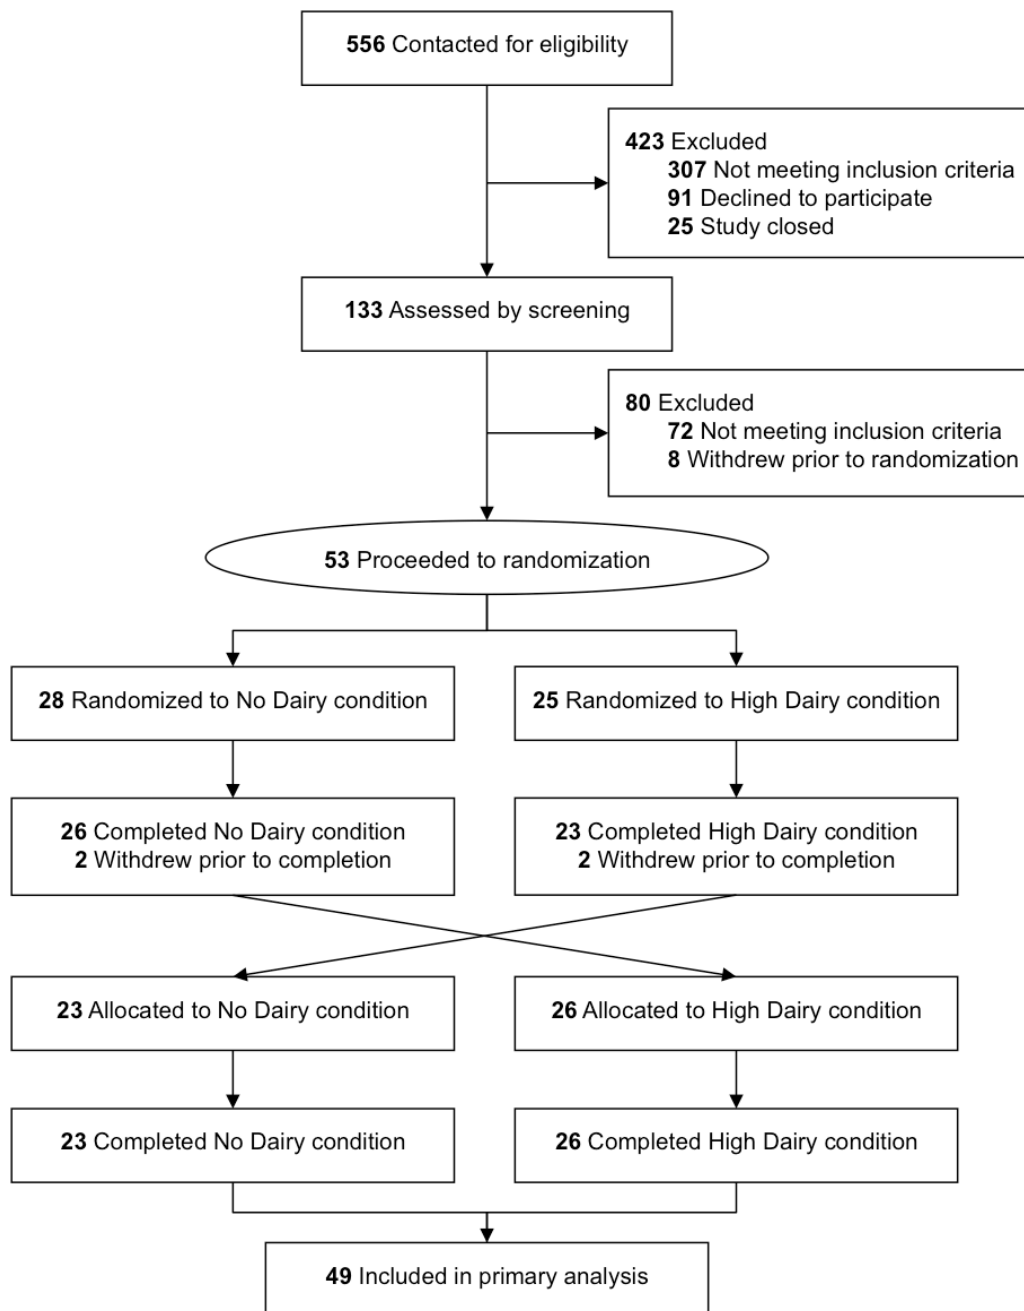 556 Contacted for eligibility
423 Excluded
307 Not meeting inclusion criteria
91 Declined to participate
25 Study closed
133 Assessed by screening
80 Excluded
72 Not meeting inclusion criteria
8 Withdrew prior to randomization
53 Proceeded to randomization
28 Randomized to No Dairy condition
25 Randomized to High Dairy condition
26 Completed No Dairy condition
2 Withdrew prior to completion
23 Completed High Dairy condition
2 Withdrew prior to completion
23 Allocated to No Dairy condition
26 Allocated to High Dairy condition
23 Completed No Dairy condition
26 Completed High Dairy condition
49 Included in primary analysis